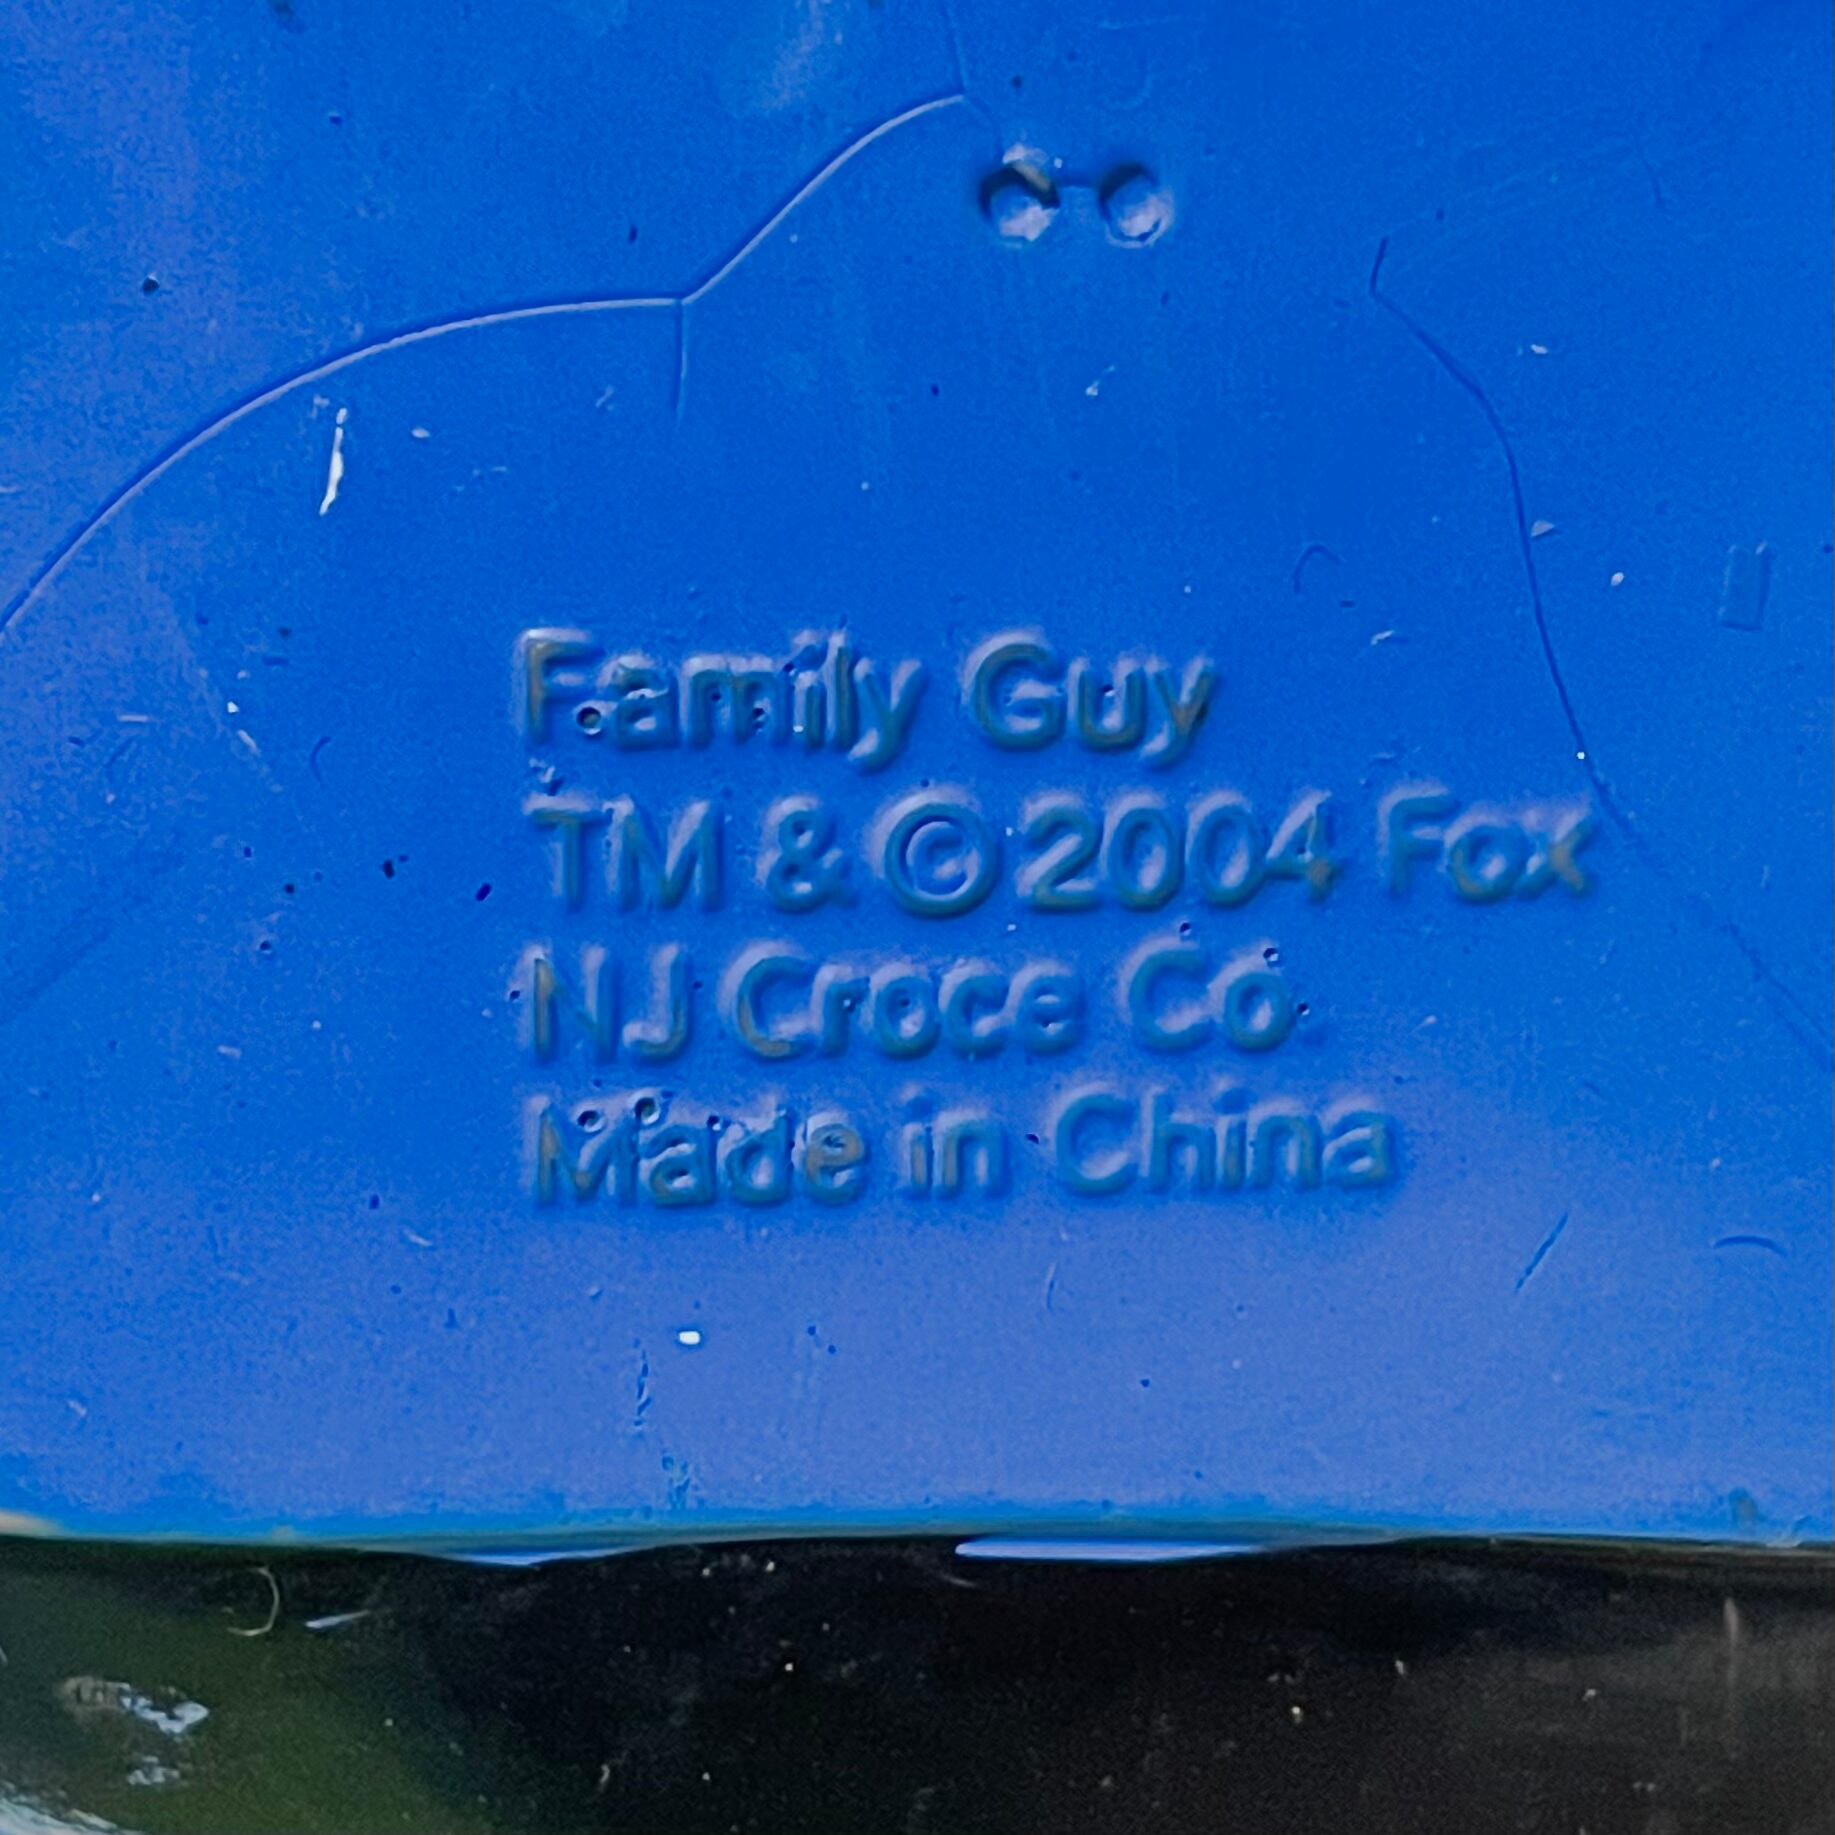 Family Guy
TM & © 2004 Fox
NJ Croce Co.
Made in China